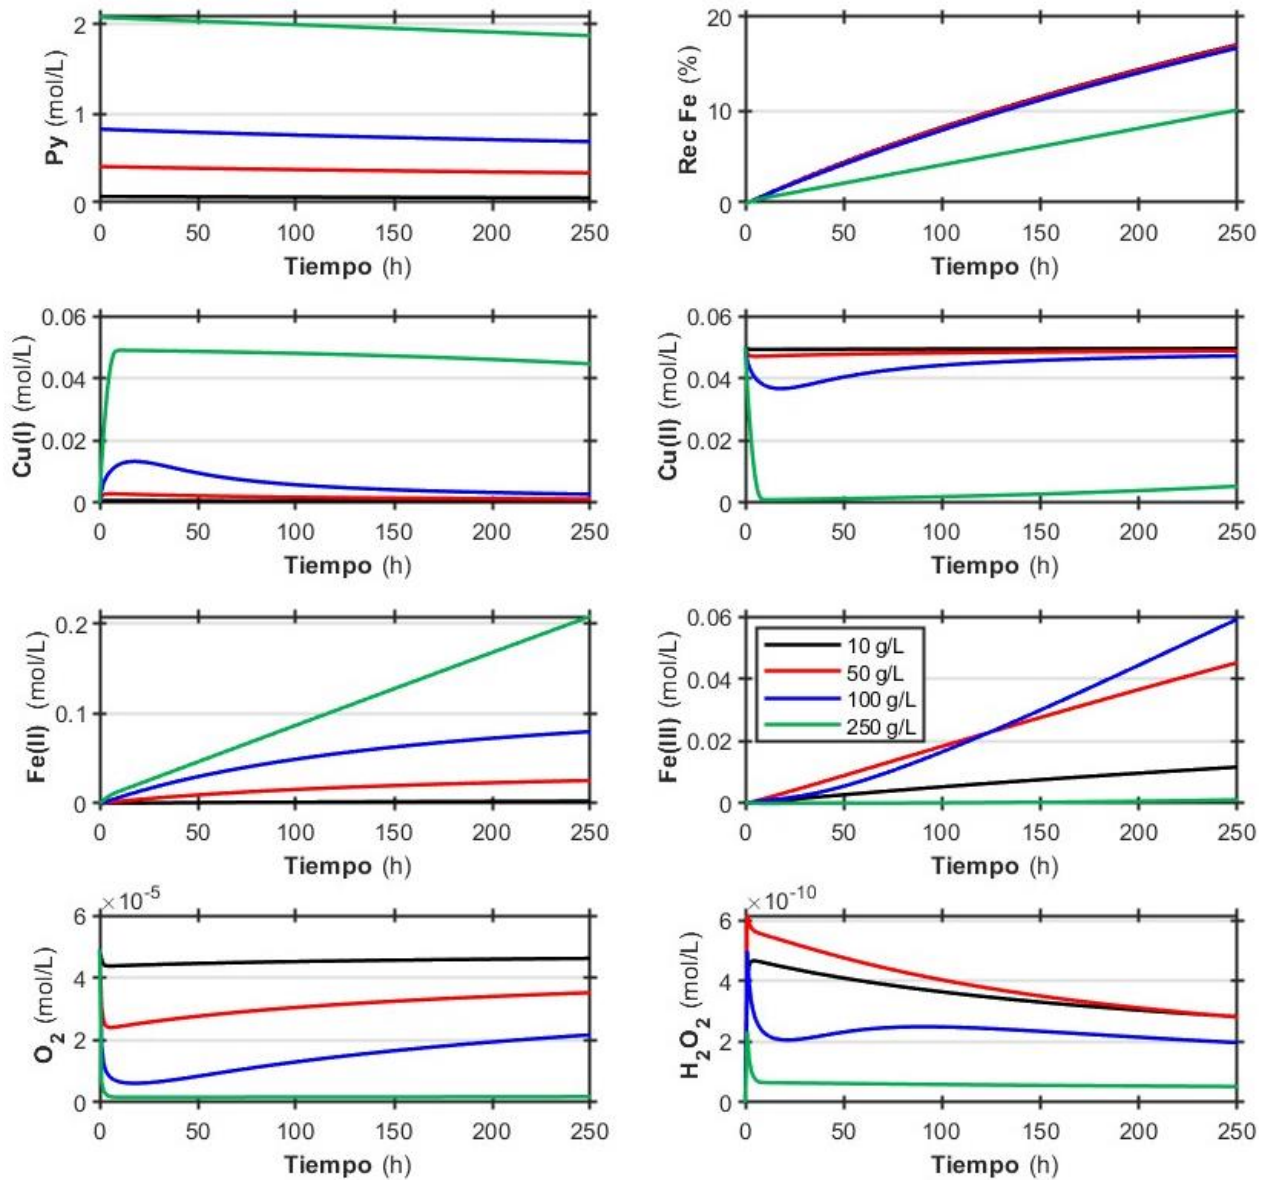 Py (mol/L)
2
1
0
0 50 100 150 200 250
Tiempo (h)
Rec Fe (%)
20
10
0
0 50 100 150 200 250
Tiempo (h)
Cu(I) (mol/L)
0.06
0.04
0.02
0
0 50 100 150 200 250
Tiempo (h)
Cu(II) (mol/L)
0.06
0.04
0.02
0
0 50 100 150 200 250
Tiempo (h)
Fe(II) (mol/L)
0.2
0.1
0
0 50 100 150 200 250
Tiempo (h)
Fe(III) (mol/L)
0.06
0.04
0.02
0
10 g/L
50 g/L
100 g/L
250 g/L
0 50 100 150 200 250
Tiempo (h)
×10⁻⁵
O₂ (mol/L)
6
4
2
0
0 50 100 150 200 250
Tiempo (h)
×10⁻¹⁰
H₂O₂ (mol/L)
6
4
2
0
0 50 100 150 200 250
Tiempo (h)